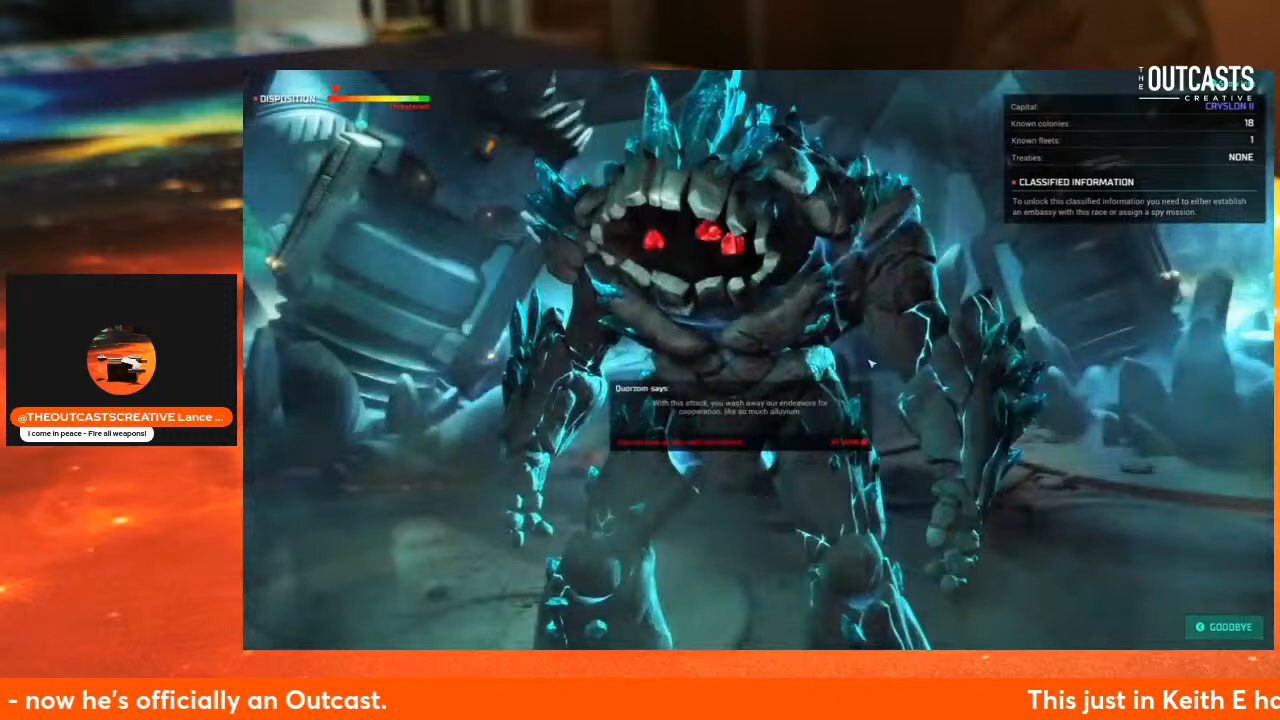 THE OUTCASTS
CREATIVE
DISPOSITION
Capital: CRYSLON II
Known colonies: 18
Known fleets: 1
Treaties: NONE
CLASSIFIED INFORMATION
To unlock this classified information you need to either establish
an embassy with this race or assign a spy mission.
Quorzom says:
With this attack, you wash away our endeavors for
cooperation, like so much alluvium
@THEOUTCASTSCREATIVE Lance ...
I come in peace - Fire all weapons!
GOODBYE
- now he's officially an Outcast. This just in Keith E ha